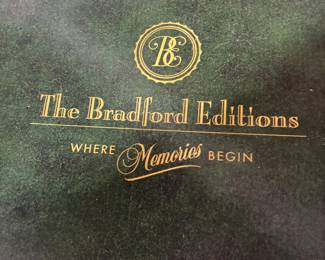 BE
The Bradford Editions
WHERE Memories BEGIN